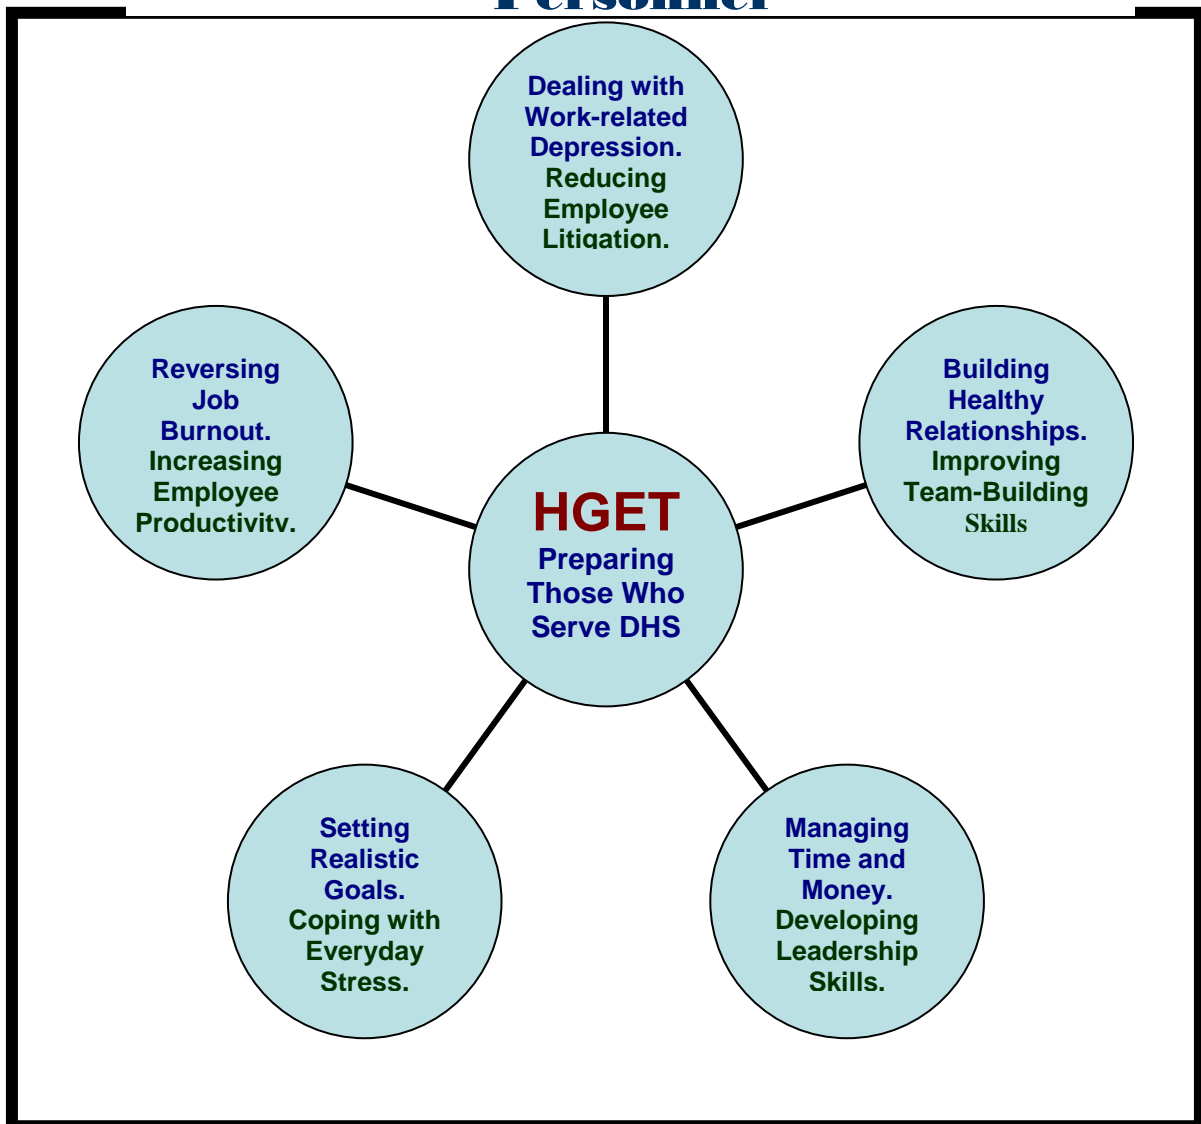 Personnel
Dealing with
Work-related
Depression.
Reducing
Employee
Litigation.
Reversing
Job
Burnout.
Increasing
Employee
Productivity.
Building
Healthy
Relationships.
Improving
Team-Building
Skills
HGET
Preparing
Those Who
Serve DHS
Setting
Realistic
Goals.
Coping with
Everyday
Stress.
Managing
Time and
Money.
Developing
Leadership
Skills.